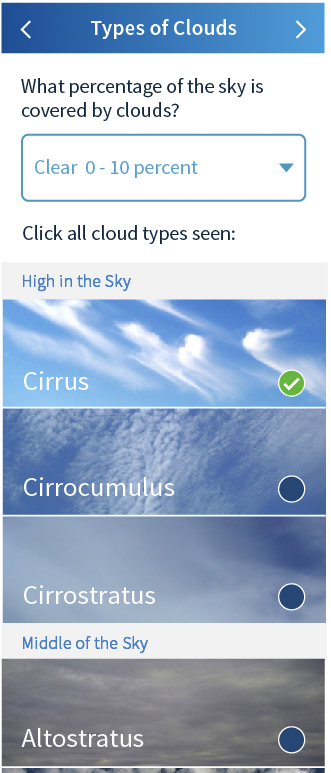 Types of Clouds
What percentage of the sky is
covered by clouds?
Clear 0 - 10 percent
Click all cloud types seen:
High in the Sky
Cirrus
Cirrocumulus
Cirrostratus
Middle of the Sky
Altostratus